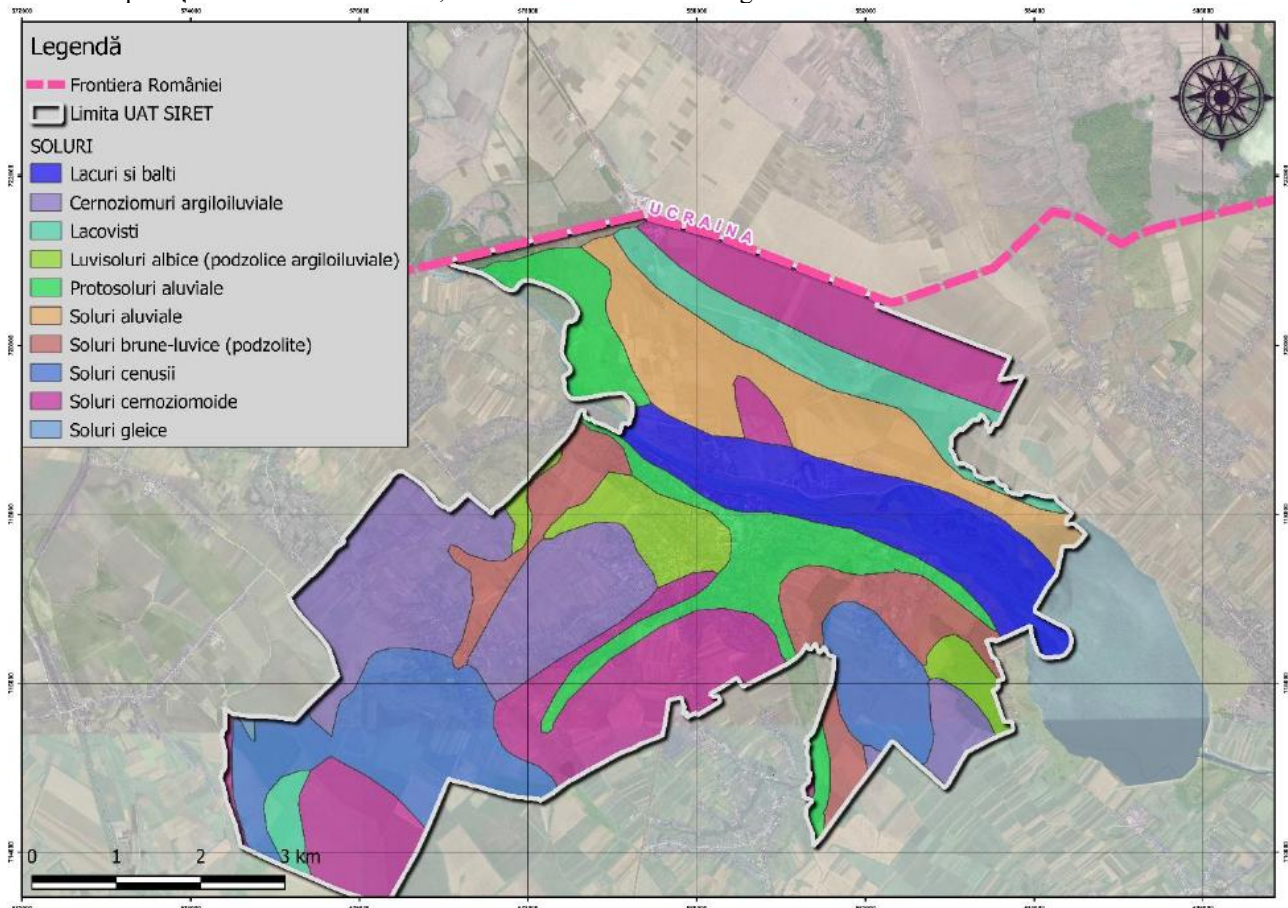 Legendă
Frontiera României
Limita UAT SIRET
SOLURI
Lacuri si balti
Cernoziomuri argiloiluviale
Lacovisti
Luvisoluri albice (podzolice argiloiluviale)
Protosoluri aluviale
Soluri aluviale
Soluri brune-luvice (podzolite)
Soluri cenusii
Soluri cernoziomoide
Soluri gleice
N
UCRAINA
0 1 2 3 km